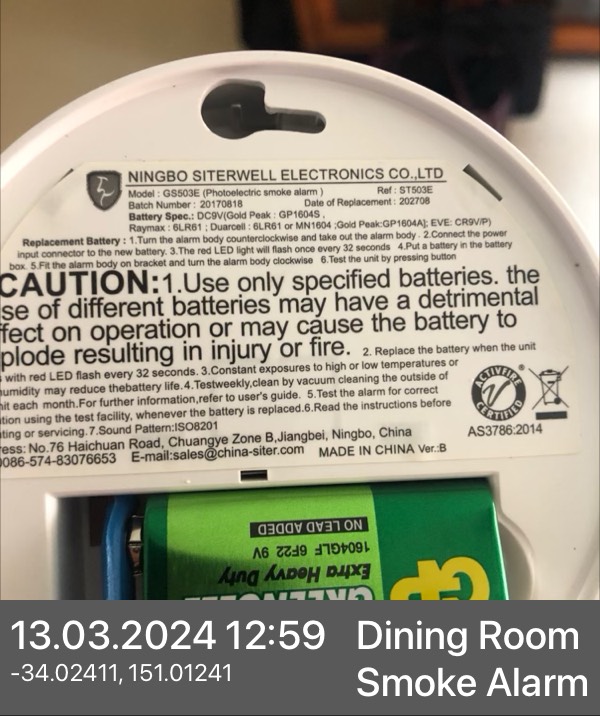 NINGBO SITERWELL ELECTRONICS CO.,LTD
Model : GS503E (Photoelectric smoke alarm ) Ref : ST503E
Batch Number : 20170818 Date of Replacement : 202708
Battery Spec.: DC9V(Gold Peak : GP1604S ,
Raymax : 6LR61 ; Duarcell : 6LR61 or MN1604 ;Gold Peak:GP1604A); EVE: CR9V/P)
Replacement Battery : 1.Turn the alarm body counterclockwise and take out the alarm body . 2.Connect the power
input connector to the new battery. 3.The red LED light will flash once every 32 seconds 4.Put a battery in the battery
box. 5.Fit the alarm body on bracket and turn the alarm body clockwise 6.Test the unit by pressing button
CAUTION:1.Use only specified batteries. the
se of different batteries may have a detrimental
ffect on operation or may cause the battery to
plode resulting in injury or fire. 2. Replace the battery when the unit
with red LED flash every 32 seconds. 3.Constant exposures to high or low temperatures or
umidity may reduce thebattery life.4.Testweekly,clean by vacuum cleaning the outside of
nit each month.For further information,refer to user's guide. 5.Test the alarm for correct
tion using the test facility, whenever the battery is replaced.6.Read the instructions before
ting or servicing.7.Sound Pattern:ISO8201
ess: No.76 Haichuan Road, Chuangye Zone B,Jiangbei, Ningbo, China
0086-574-83076653 E-mail:sales@china-siter.com MADE IN CHINA Ver.:B
ACTIVFIRE
CERTIFIED
AS3786:2014
NO LEAD ADDED
1604GLF 6F22 9V
Extra Heavy Duty
GREENCELL
GP
13.03.2024 12:59 Dining Room
-34.02411, 151.01241 Smoke Alarm